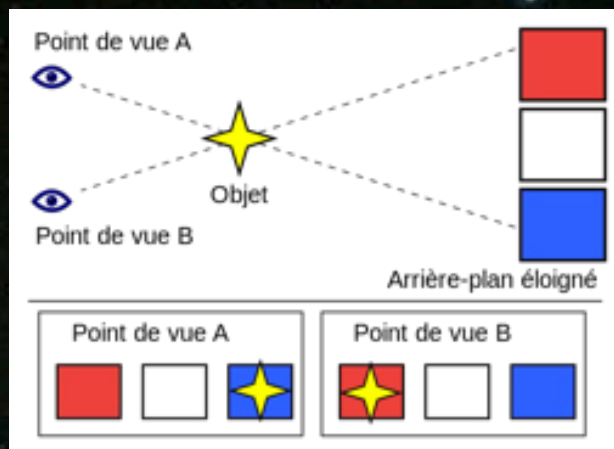 Point de vue A
Objet
Point de vue B
Arrière-plan éloigné
Point de vue A
Point de vue B